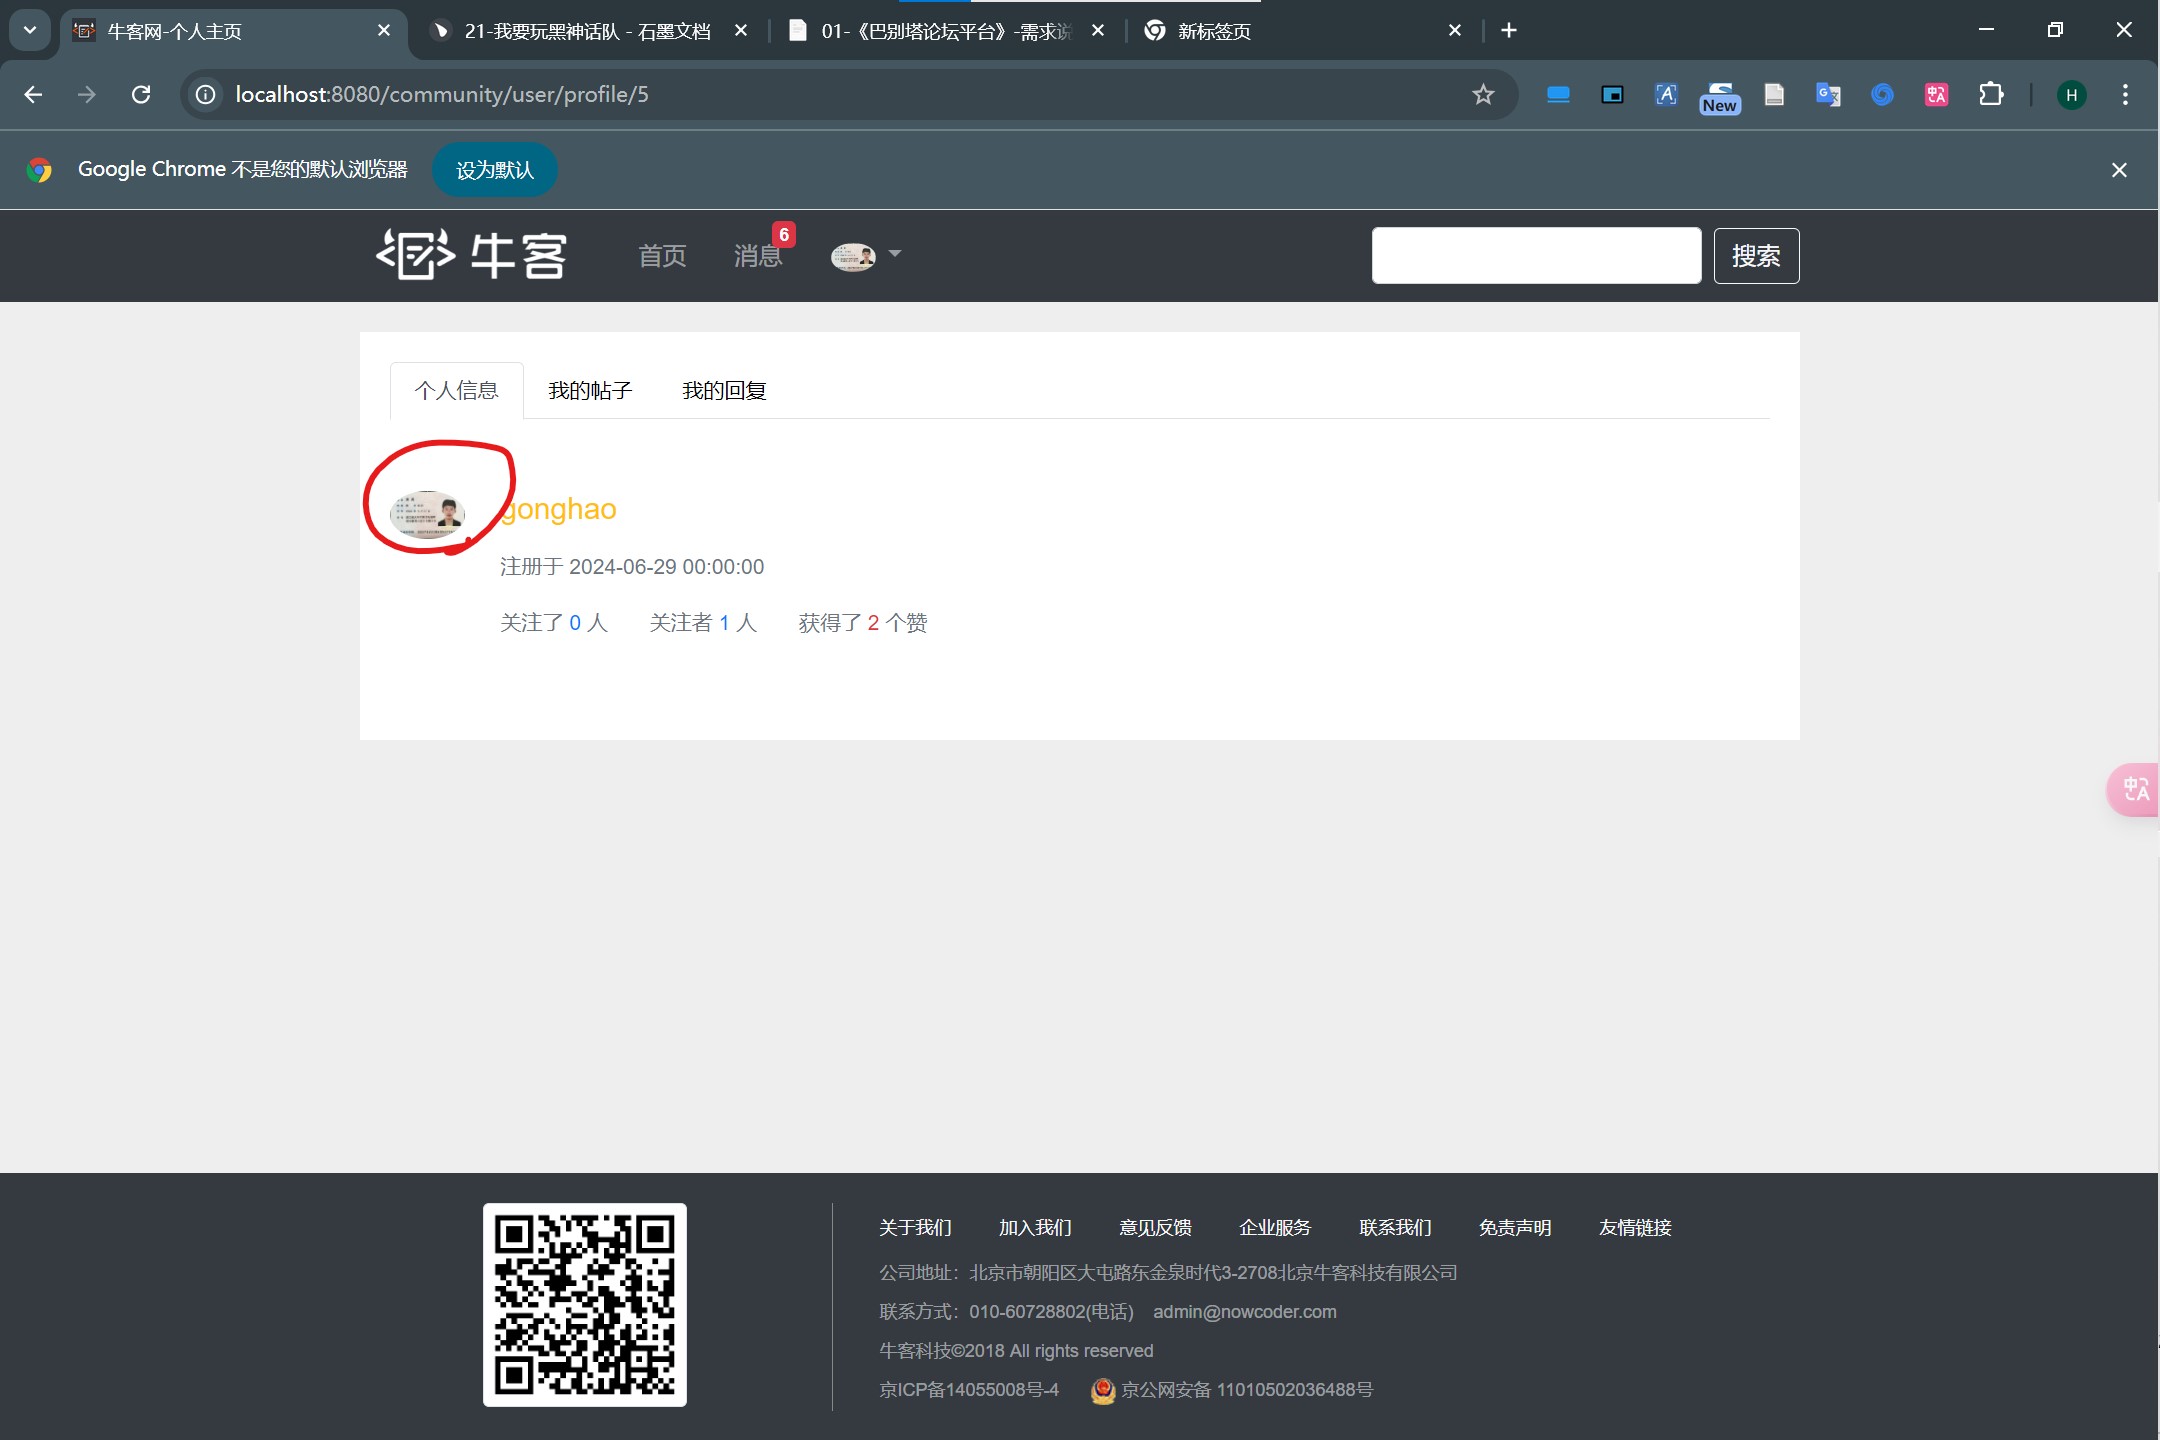 牛客网-个人主页
21-我要玩黑神话队 - 石墨文档
01-《巴别塔论坛平台》-需求说
新标签页
localhost:8080/community/user/profile/5
New
H
Google Chrome 不是您的默认浏览器
设为默认
牛客
首页
消息
6
搜索
个人信息
我的帖子
我的回复
gonghao
注册于 2024-06-29 00:00:00
关注了 0 人
关注者 1 人
获得了 2 个赞
关于我们
加入我们
意见反馈
企业服务
联系我们
免责声明
友情链接
公司地址：北京市朝阳区大屯路东金泉时代3-2708北京牛客科技有限公司
联系方式：010-60728802(电话) admin@nowcoder.com
牛客科技©2018 All rights reserved
京ICP备14055008号-4
京公网安备 11010502036488号